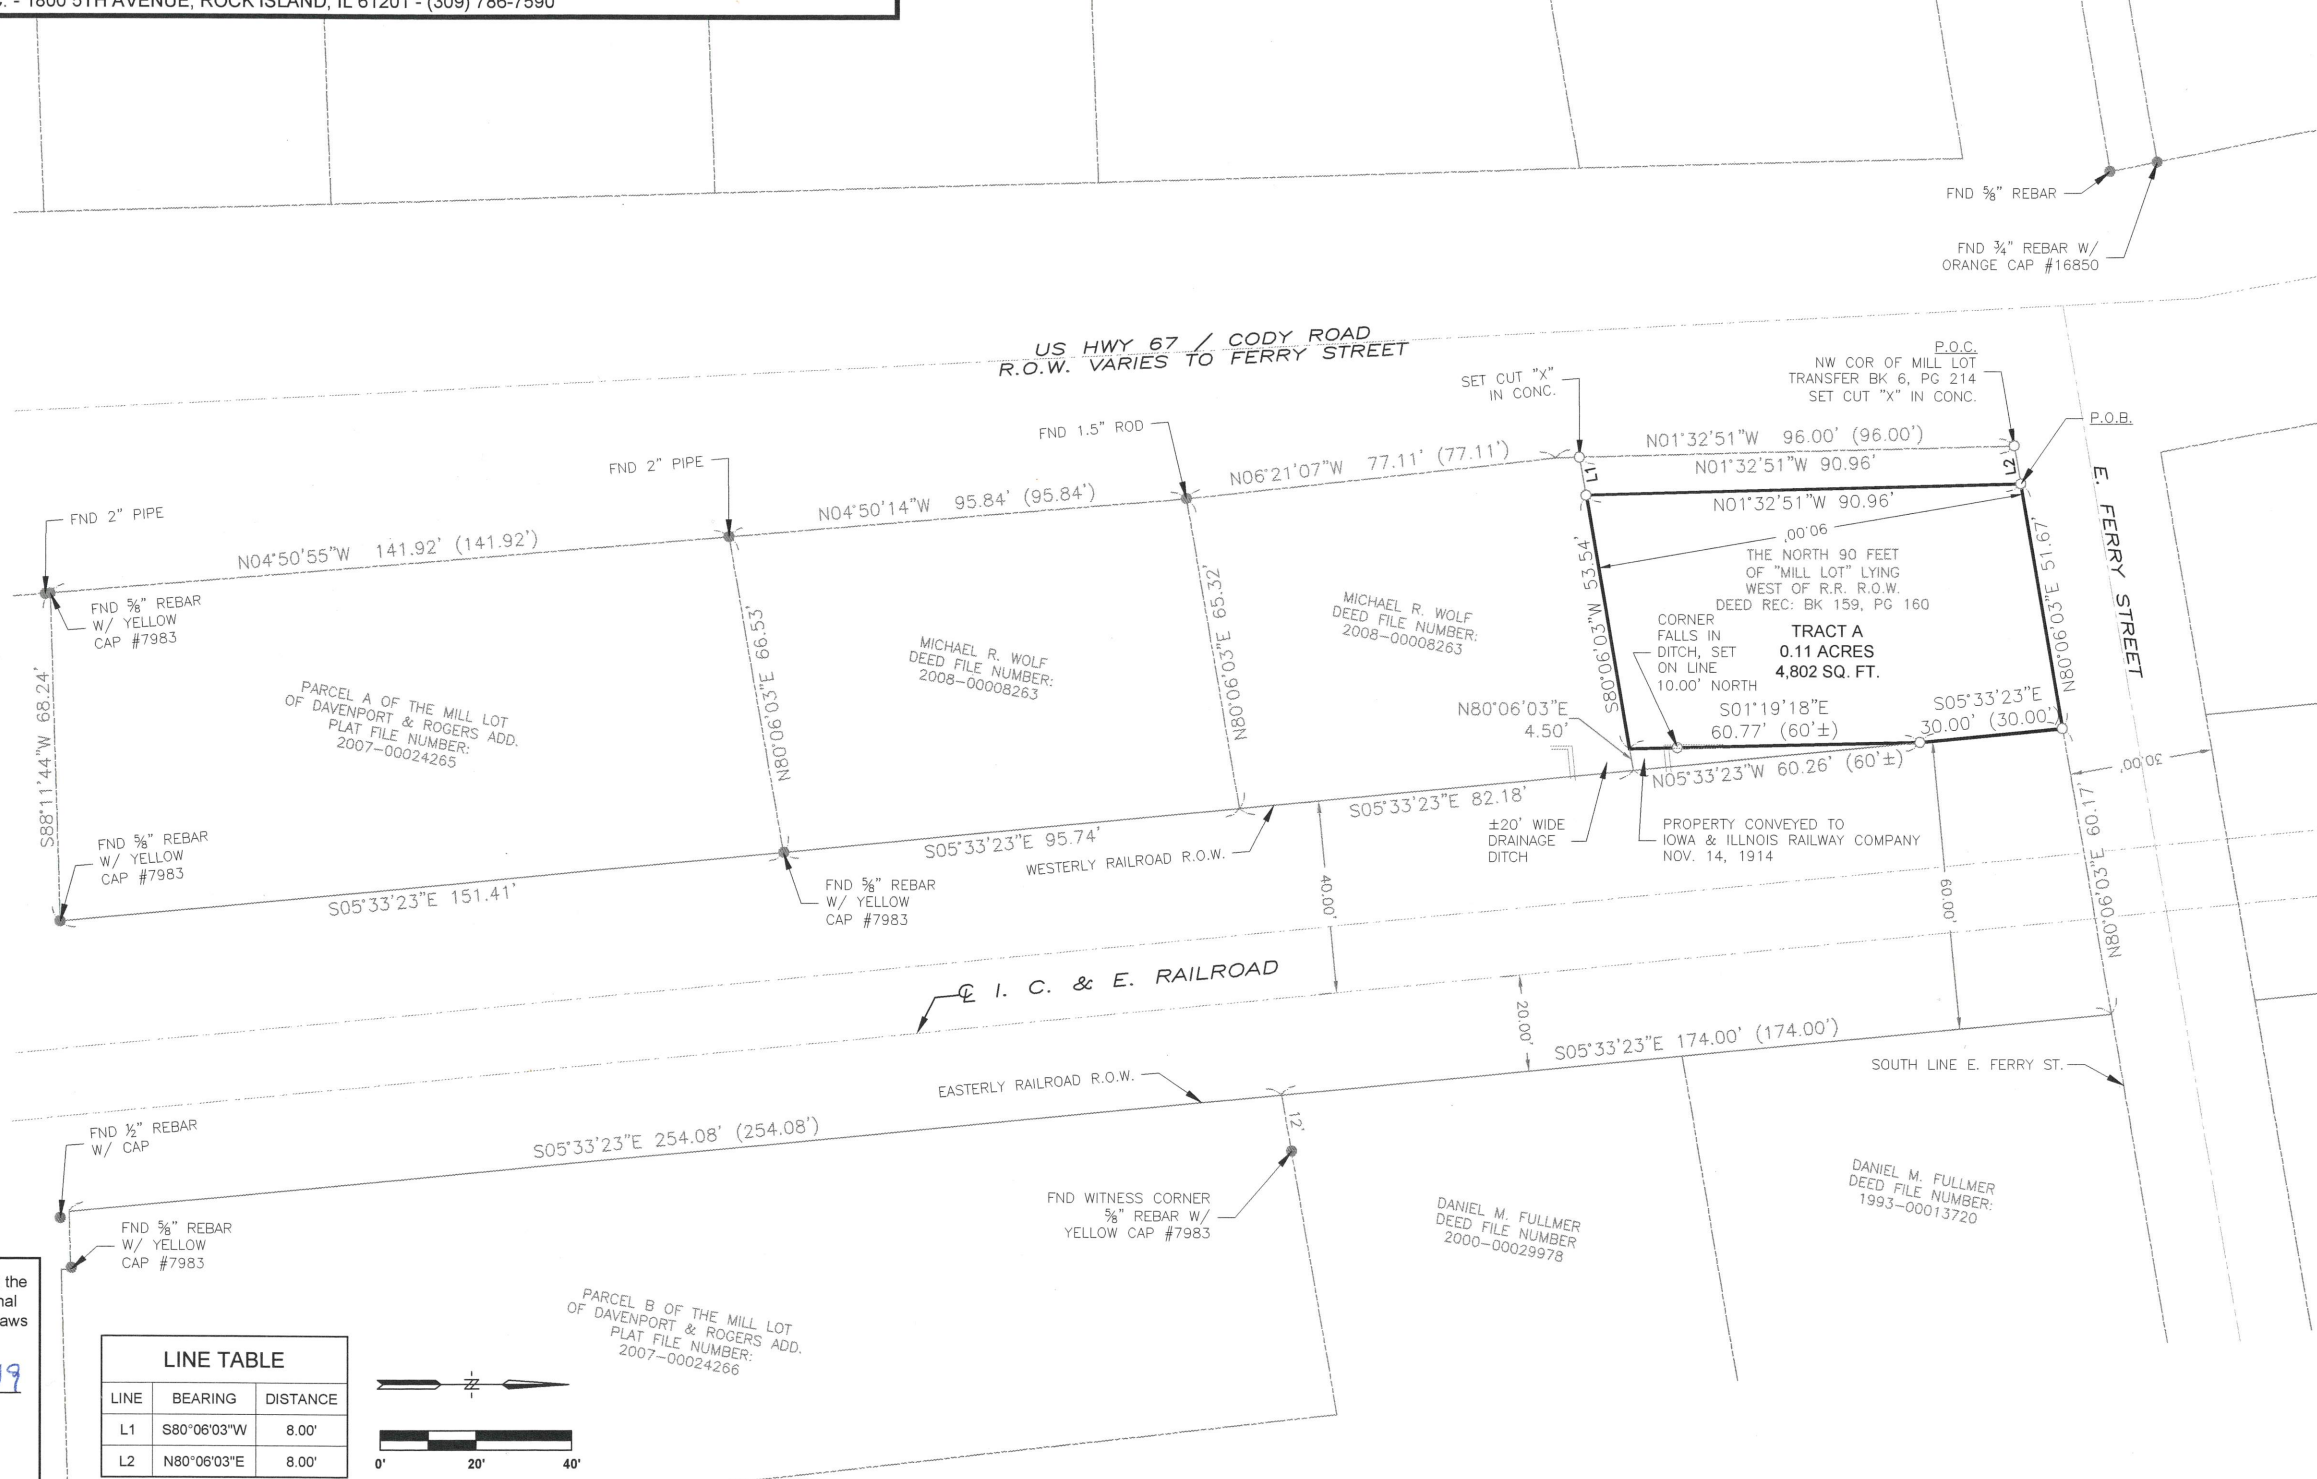 . - 1800 5TH AVENUE, ROCK ISLAND, IL 61201 - (309) 786-7590
FND ⅝" REBAR
FND ¾" REBAR W/
ORANGE CAP #16850
US HWY 67 / CODY ROAD
R.O.W. VARIES TO FERRY STREET
P.O.C.
NW COR OF MILL LOT
TRANSFER BK 6, PG 214
SET CUT "X" IN CONC.
SET CUT "X"
IN CONC.
P.O.B.
FND 1.5" ROD
FND 2" PIPE
FND 2" PIPE
N01°32'51"W 96.00' (96.00')
N01°32'51"W 90.96'
N01°32'51"W 90.96'
L1
L2
N06°21'07"W 77.11' (77.11')
N04°50'14"W 95.84' (95.84')
N04°50'55"W 141.92' (141.92')
90.00'
E. FERRY STREET
THE NORTH 90 FEET
OF "MILL LOT" LYING
WEST OF R.R. R.O.W.
DEED REC: BK 159, PG 160
TRACT A
0.11 ACRES
4,802 SQ. FT.
CORNER
FALLS IN
DITCH, SET
ON LINE
10.00' NORTH
S80°06'03"W 53.54'
N80°06'03"E 51.67'
FND ⅝" REBAR
W/ YELLOW
CAP #7983
S88°11'44"W 68.24'
PARCEL A OF THE MILL LOT
OF DAVENPORT & ROGERS ADD.
PLAT FILE NUMBER:
2007-00024265
N80°06'03"E 66.53'
MICHAEL R. WOLF
DEED FILE NUMBER:
2008-00008263
N80°06'03"E 65.32'
MICHAEL R. WOLF
DEED FILE NUMBER:
2008-00008263
N80°06'03"E
4.50'
S01°19'18"E
60.77' (60'±)
S05°33'23"E
30.00' (30.00')
N05°33'23"W 60.26' (60'±)
30.00'
FND ⅝" REBAR
W/ YELLOW
CAP #7983
S05°33'23"E 151.41'
S05°33'23"E 95.74'
S05°33'23"E 82.18'
WESTERLY RAILROAD R.O.W.
FND ⅝" REBAR
W/ YELLOW
CAP #7983
±20' WIDE
DRAINAGE
DITCH
PROPERTY CONVEYED TO
IOWA & ILLNOIS RAILWAY COMPANY
NOV. 14, 1914
40.00'
60.00'
N80°06'03"E 60.17'
℄ I. C. & E. RAILROAD
20.00'
S05°33'23"E 174.00' (174.00')
SOUTH LINE E. FERRY ST.
EASTERLY RAILROAD R.O.W.
12'
FND ½" REBAR
W/ CAP
S05°33'23"E 254.08' (254.08')
FND WITNESS CORNER
⅝" REBAR W/
YELLOW CAP #7983
FND ⅝" REBAR
W/ YELLOW
CAP #7983
DANIEL M. FULLMER
DEED FILE NUMBER
2000-00029978
DANIEL M. FULLMER
DEED FILE NUMBER:
1993-00013720
PARCEL B OF THE MILL LOT
OF DAVENPORT & ROGERS ADD.
PLAT FILE NUMBER:
2007-00024266
the
nal
aws
19
LINE TABLE
LINE BEARING DISTANCE
L1 S80°06'03"W 8.00'
L2 N80°06'03"E 8.00'
N
0' 20' 40'